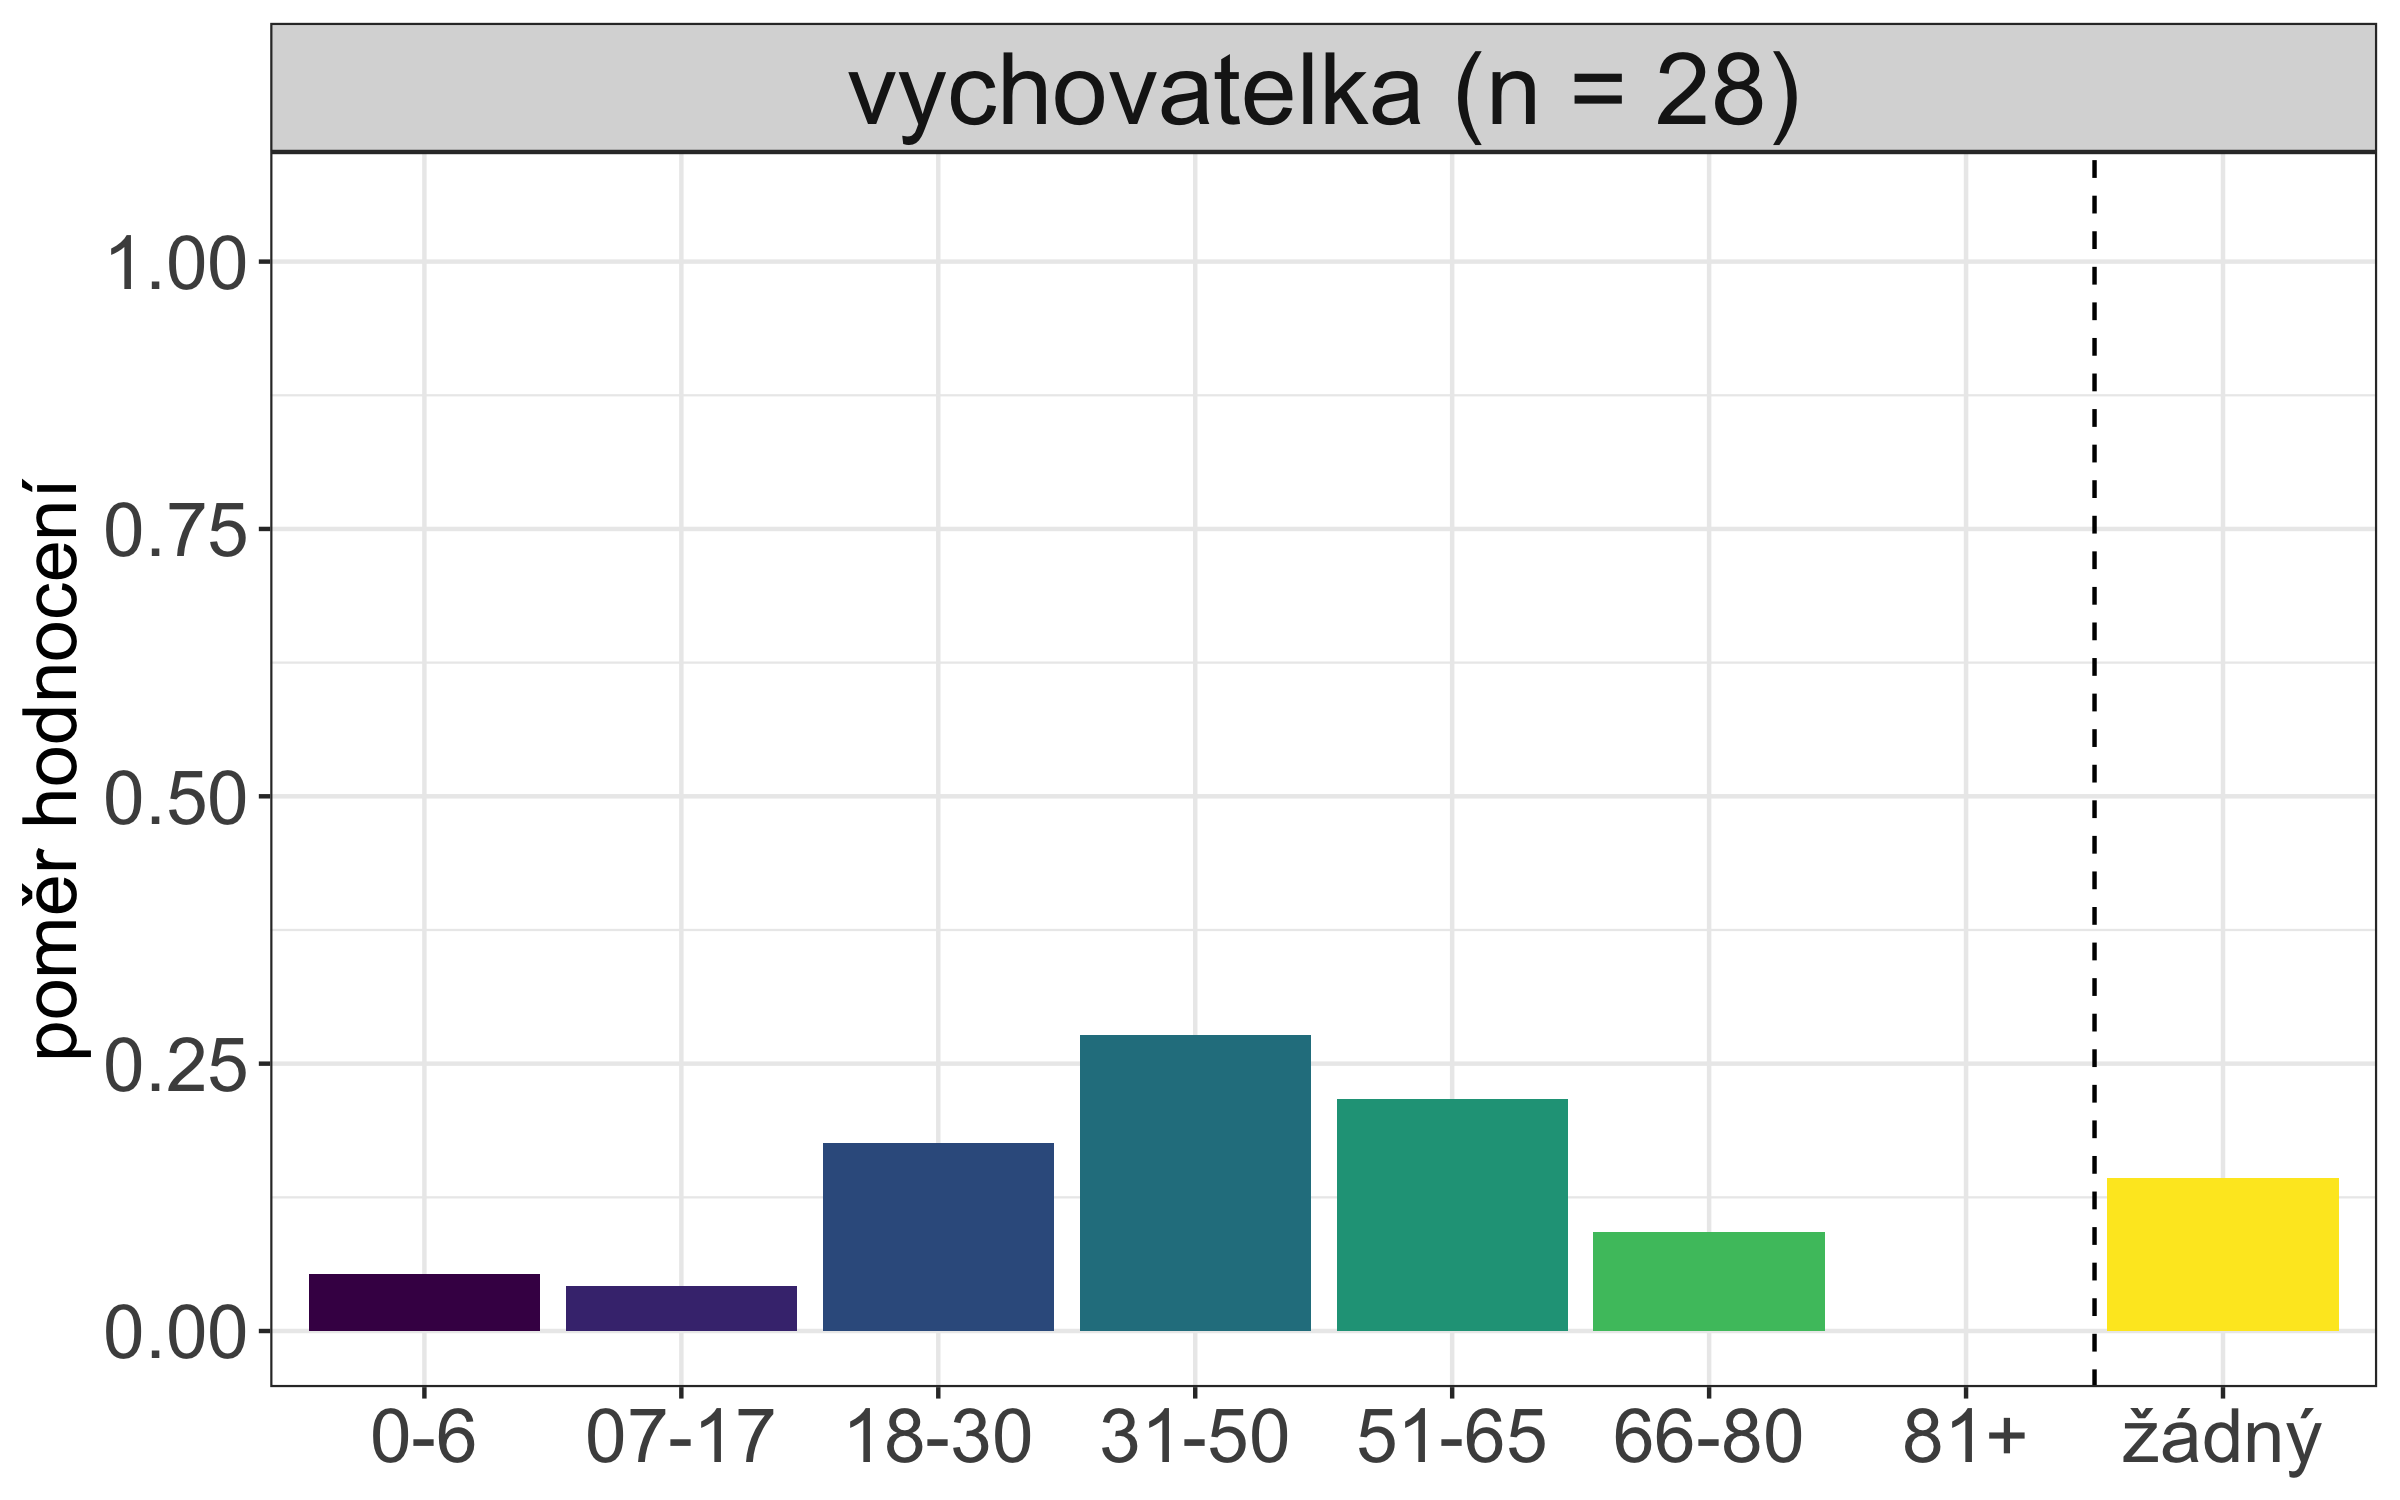 vychovatelka (n = 28)
poměr hodnocení
1.00
0.75
0.50
0.25
0.00
0-6 07-17 18-30 31-50 51-65 66-80 81+ žádný